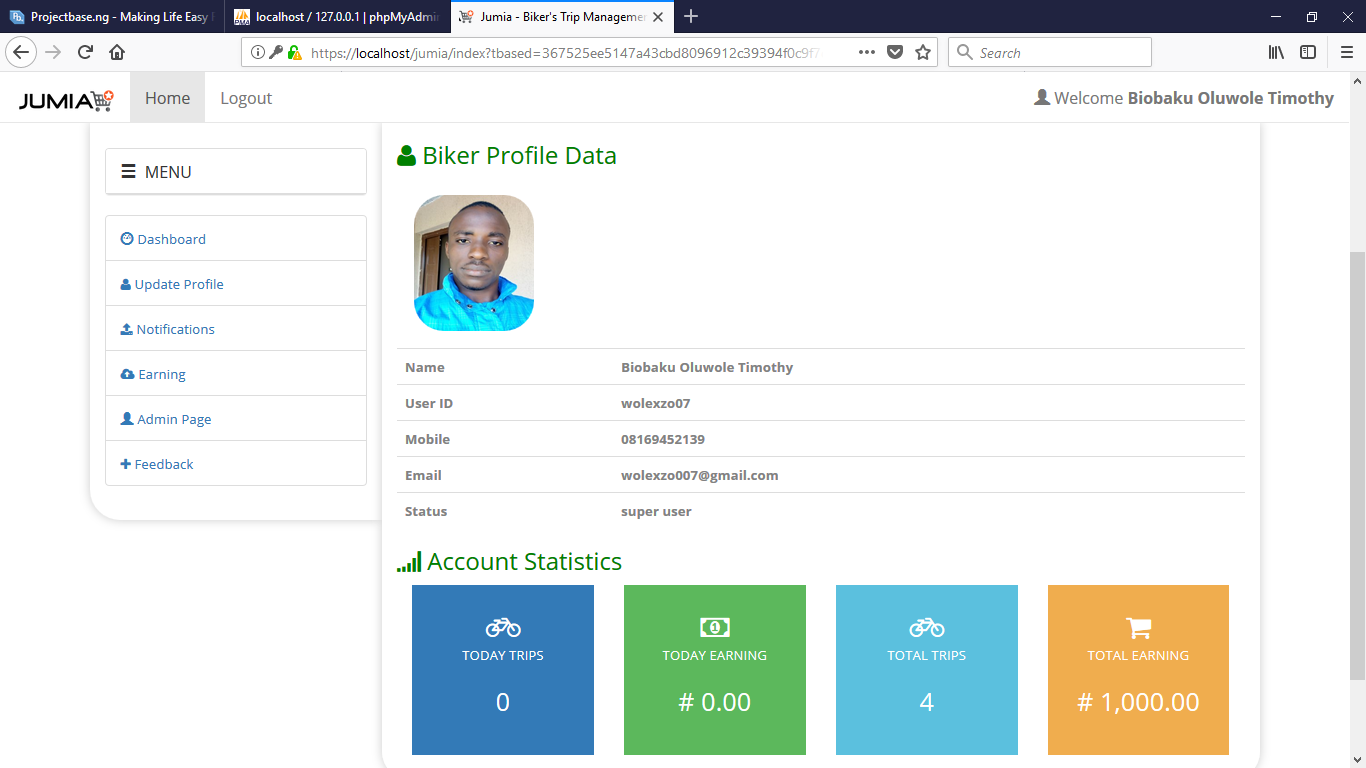 Projectbase.ng - Making Life Easy
localhost / 127.0.0.1 | phpMyAdmin
Jumia - Biker's Trip Manageme
https://localhost/jumia/index?tbased=367525ee5147a43cbd8096912c39394f0c9f7
Search
JUMIA
Home
Logout
Welcome Biobaku Oluwole Timothy
MENU
Dashboard
Update Profile
Notifications
Earning
Admin Page
Feedback
Biker Profile Data
Name Biobaku Oluwole Timothy
User ID wolexzo07
Mobile 08169452139
Email wolexzo007@gmail.com
Status super user
Account Statistics
TODAY TRIPS
0
TODAY EARNING
# 0.00
TOTAL TRIPS
4
TOTAL EARNING
# 1,000.00